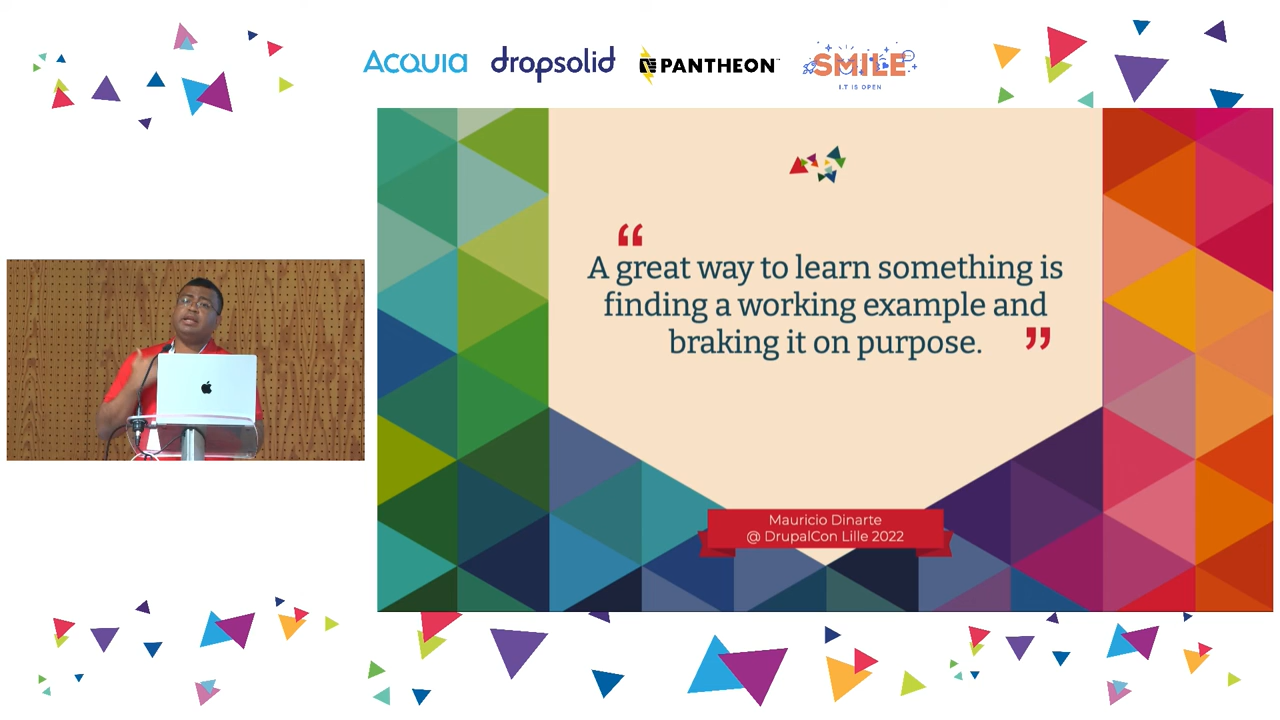 ACQUIA dropsolid PANTHEON SMILE
I.T IS OPEN
“
A great way to learn something is
finding a working example and
braking it on purpose. ”
Mauricio Dinarte
@ DrupalCon Lille 2022